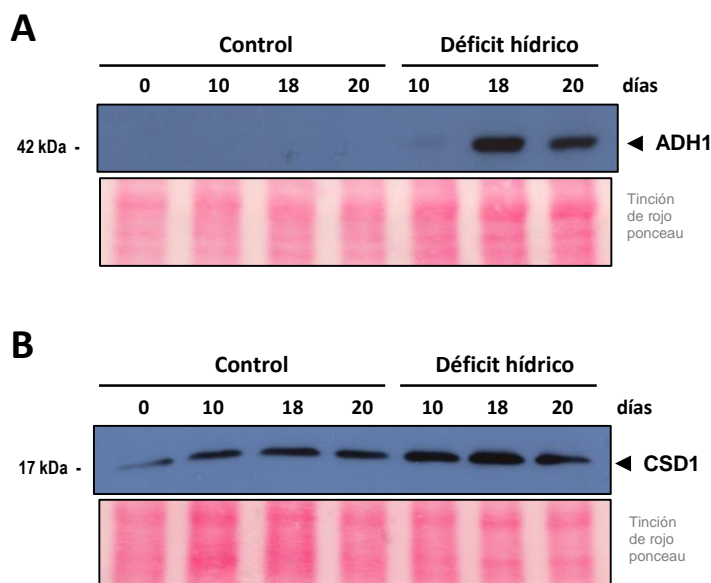 A
Control Déficit hídrico
0 10 18 20 10 18 20 días
42 kDa - ◄ ADH1
Tinción
de rojo
ponceau
B
Control Déficit hídrico
0 10 18 20 10 18 20 días
17 kDa - ◄ CSD1
Tinción
de rojo
ponceau